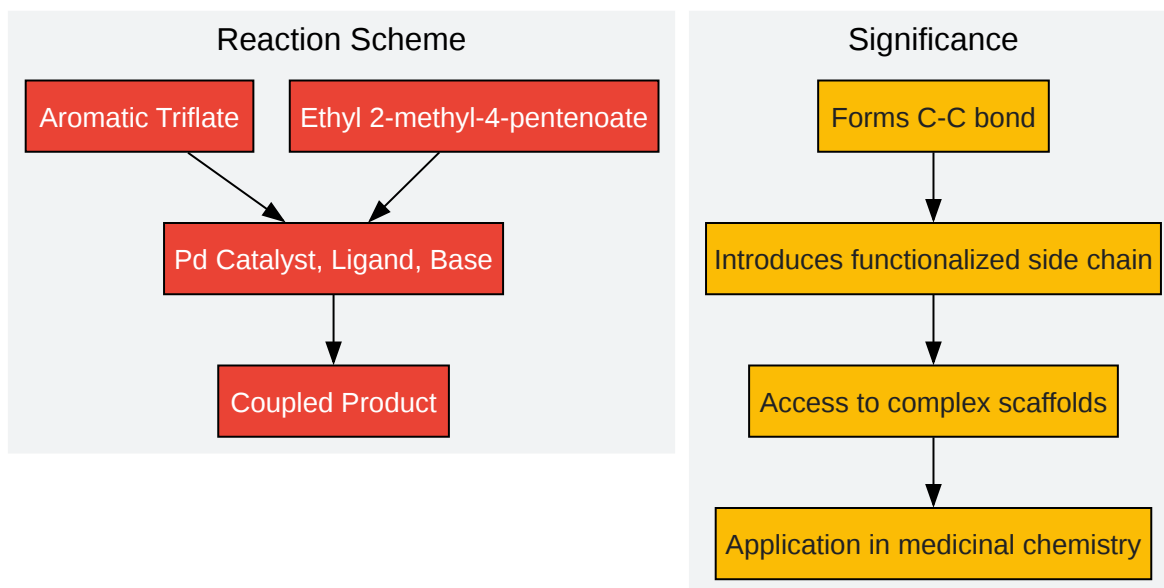 Reaction Scheme
Aromatic Triflate
Ethyl 2-methyl-4-pentenoate
Pd Catalyst, Ligand, Base
Coupled Product
Significance
Forms C-C bond
Introduces functionalized side chain
Access to complex scaffolds
Application in medicinal chemistry